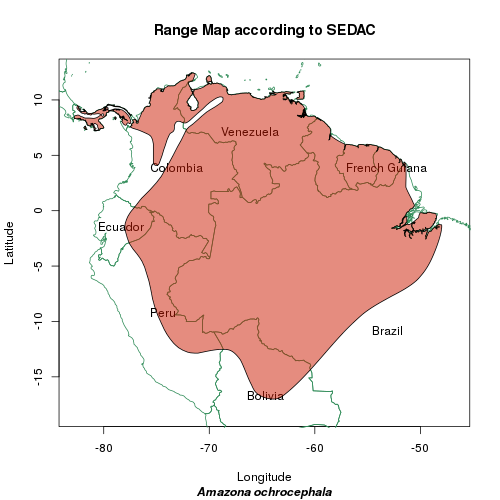 Range Map according to SEDAC
10
5
0
-5
-10
-15
Latitude
Venezuela
Colombia
French Guiana
Ecuador
Peru
Brazil
Bolivia
-80
-70
-60
-50
Longitude
Amazona ochrocephala